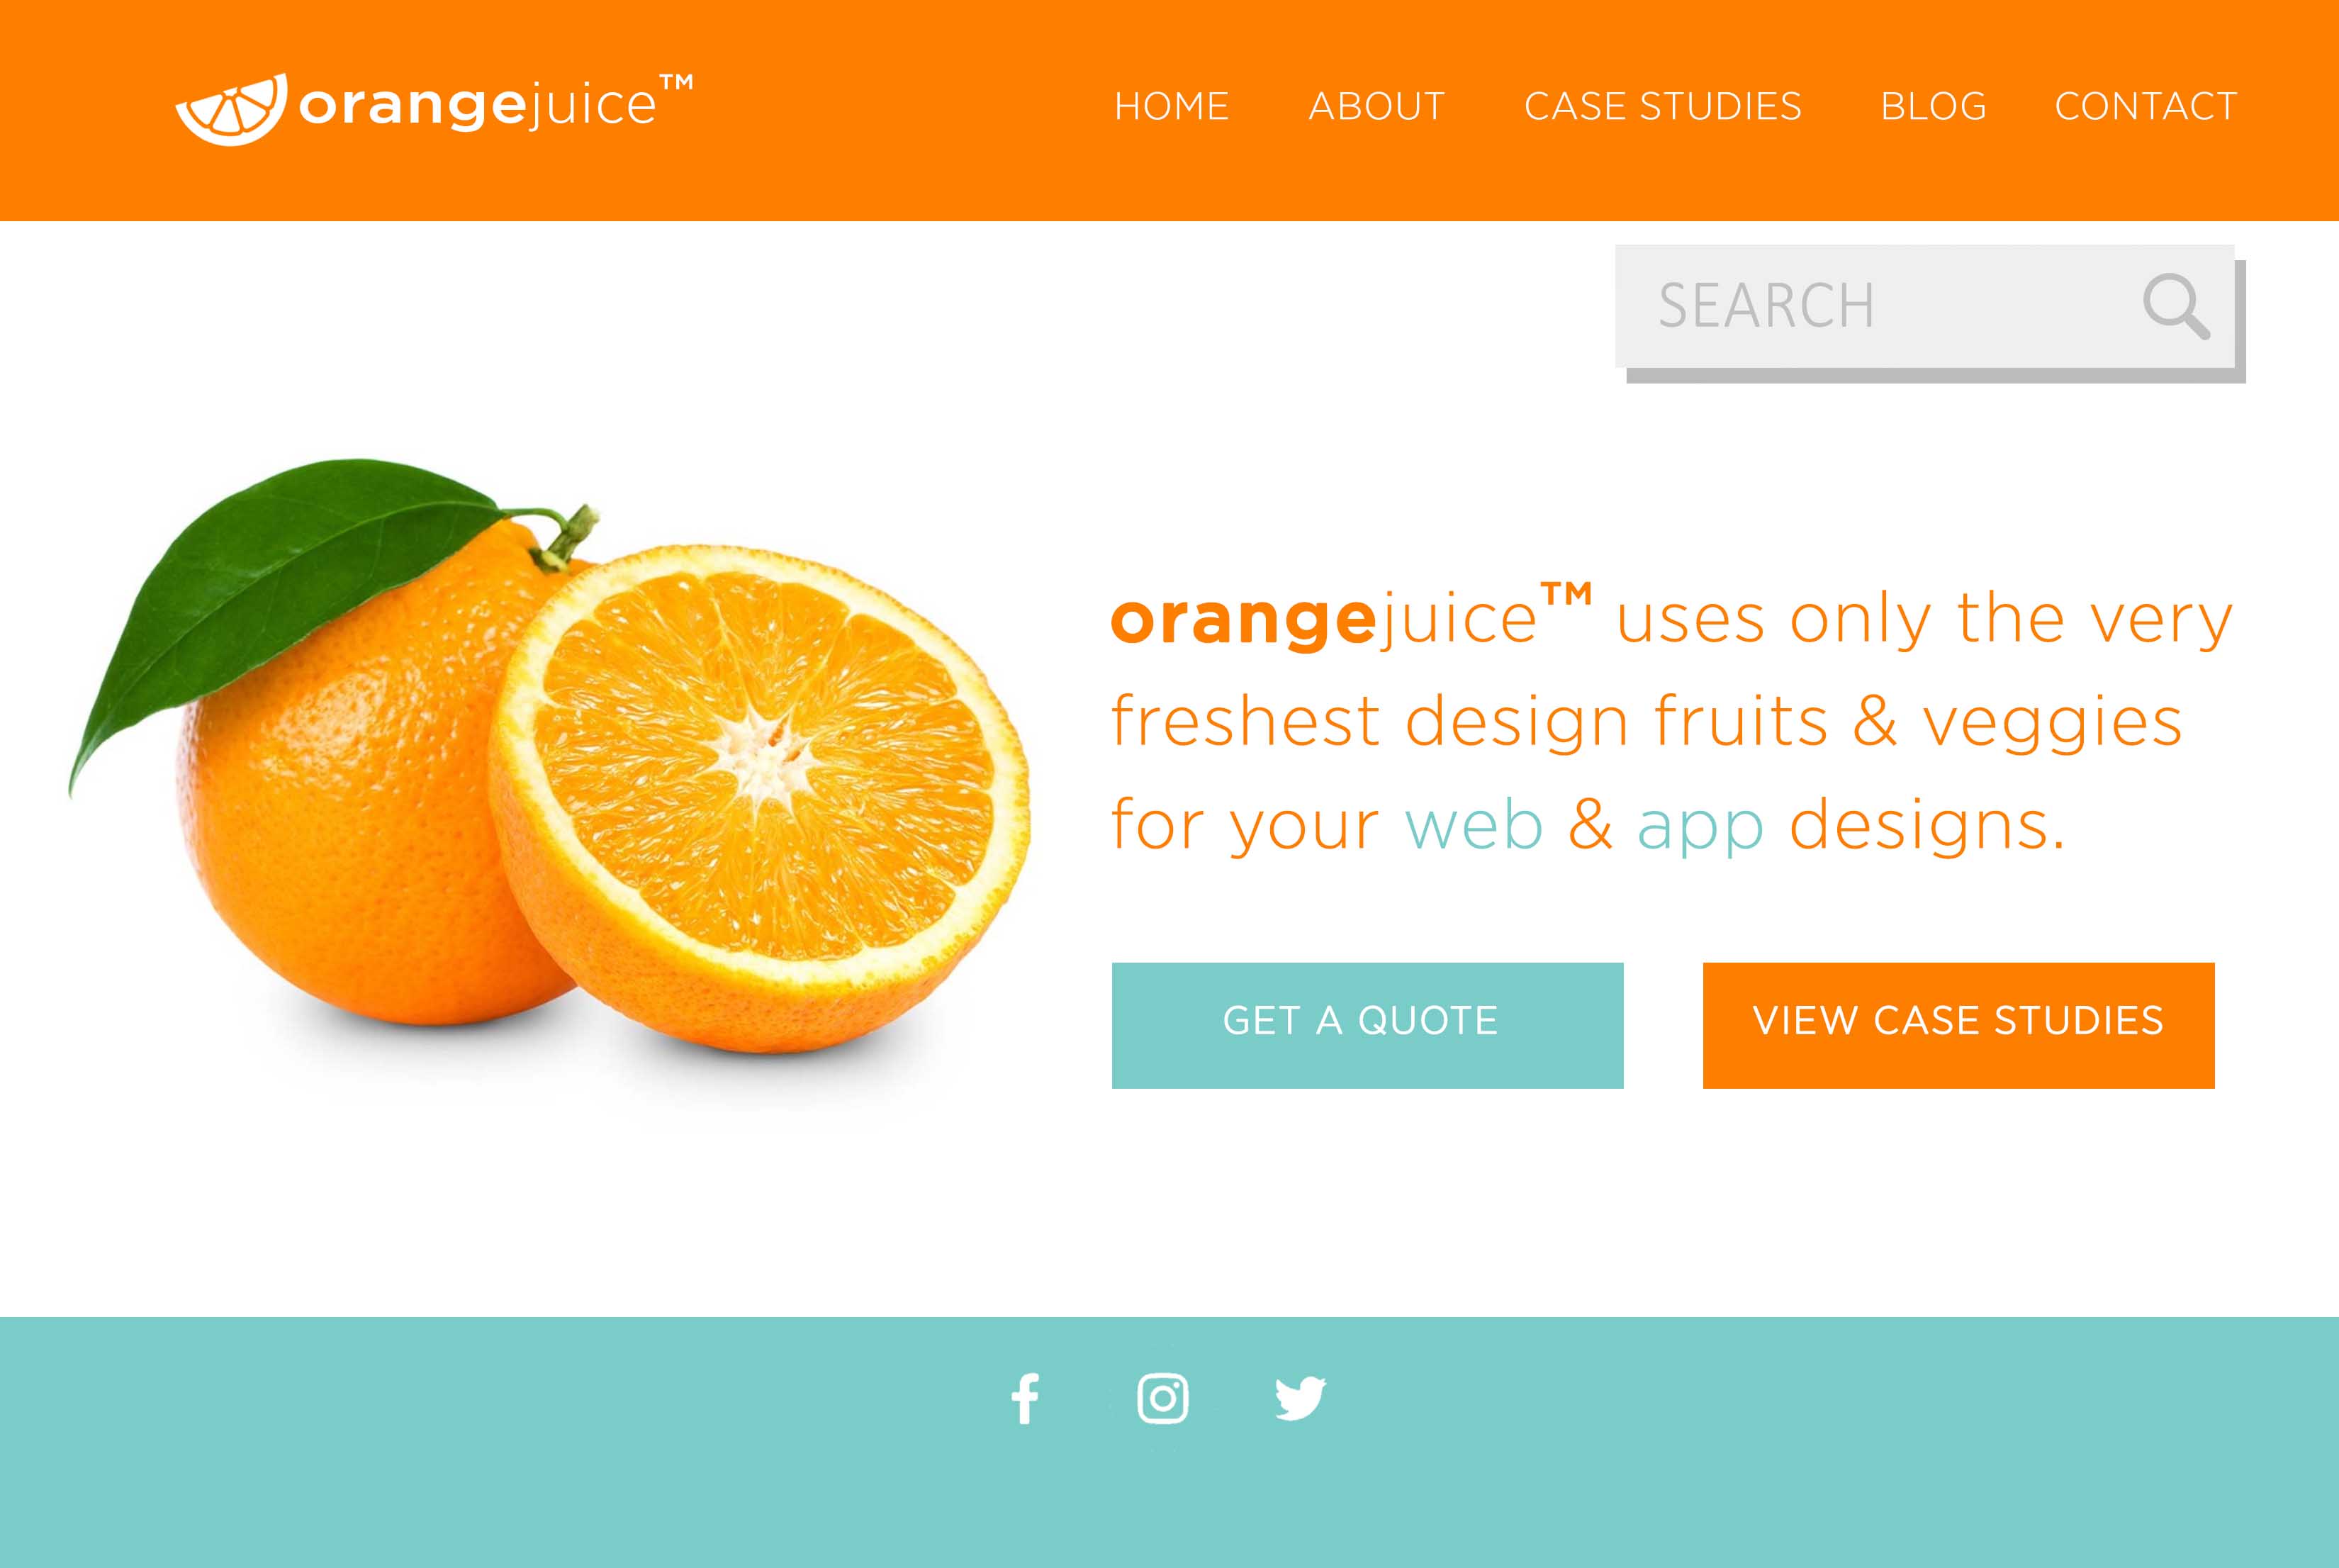 orangejuice™
HOME ABOUT CASE STUDIES BLOG CONTACT
SEARCH
orangejuice™ uses only the very
freshest design fruits & veggies
for your web & app designs.
GET A QUOTE VIEW CASE STUDIES